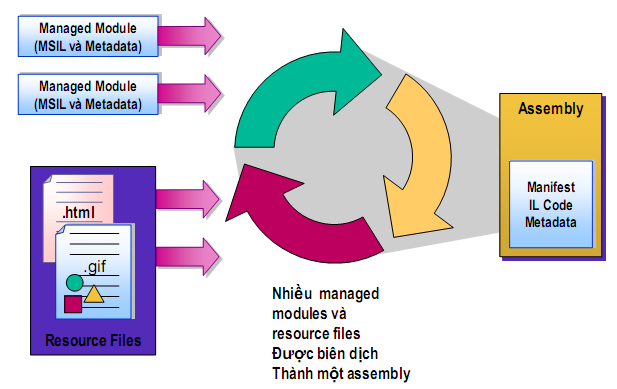 Managed Module
(MSIL và Metadata)
Managed Module
(MSIL và Metadata)
.html
.gif
Resource Files
Nhiều managed
modules và
resource files
Được biên dịch
Thành một assembly
Assembly
Manifest
IL Code
Metadata